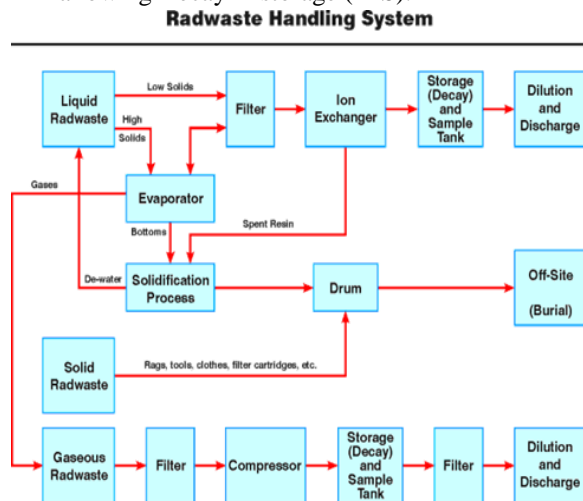 Radwaste Handling System
Liquid
Radwaste
Low Solids
High
Solids
Filter
Ion
Exchanger
Storage
(Decay)
and
Sample
Tank
Dilution
and
Discharge
Gases
Evaporator
Bottoms
Spent Resin
De-water
Solidification
Process
Drum
Off-Site
(Burial)
Solid
Radwaste
Rags, tools, clothes, filter cartridges, etc.
Gaseous
Radwaste
Filter
Compressor
Storage
(Decay)
and
Sample
Tank
Filter
Dilution
and
Discharge